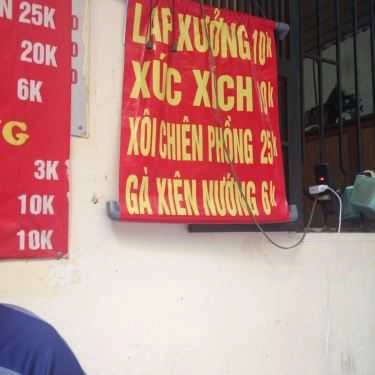 N 25K
20K
6K
NG
3K
10K
10K
LẠP XƯỞNG 10K
XÚC XÍCH 10K
XÔI CHIÊN PHỒNG 25K
GÀ XIÊN NƯỚNG 6K